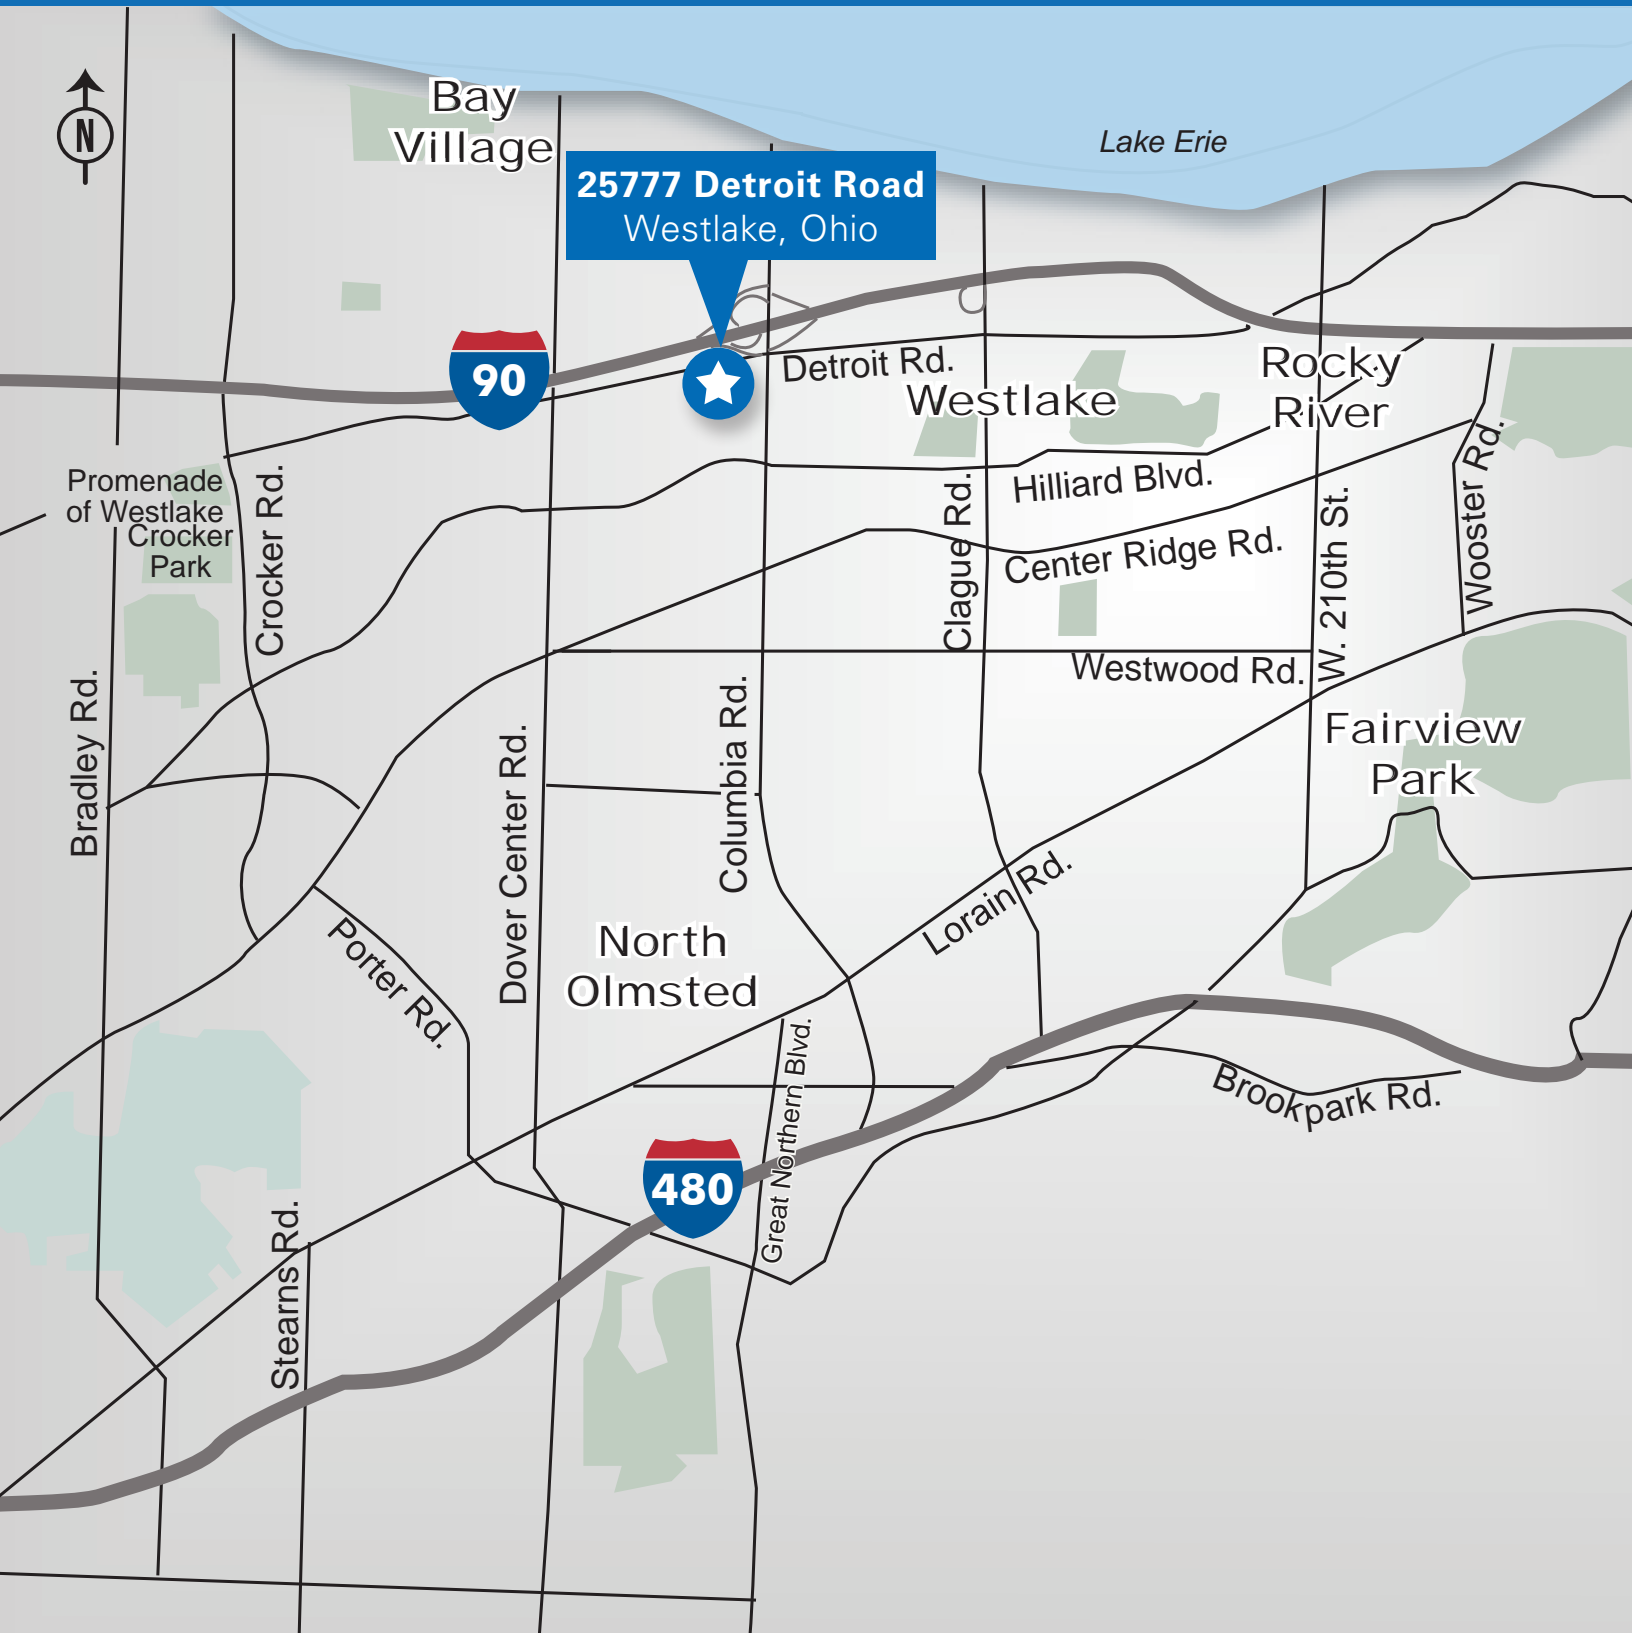 Bay
Village
N
Lake Erie
25777 Detroit Road
Westlake, Ohio
90
Detroit Rd.
Westlake
Rocky
River
Promenade
of Westlake
Crocker
Park
Crocker Rd.
Hilliard Blvd.
Center Ridge Rd.
Clague Rd.
W. 210th St.
Wooster Rd.
Westwood Rd.
Bradley Rd.
Dover Center Rd.
Columbia Rd.
Fairview
Park
Lorain Rd.
Porter Rd.
North
Olmsted
Great Northern Blvd.
Brookpark Rd.
480
Stearns Rd.